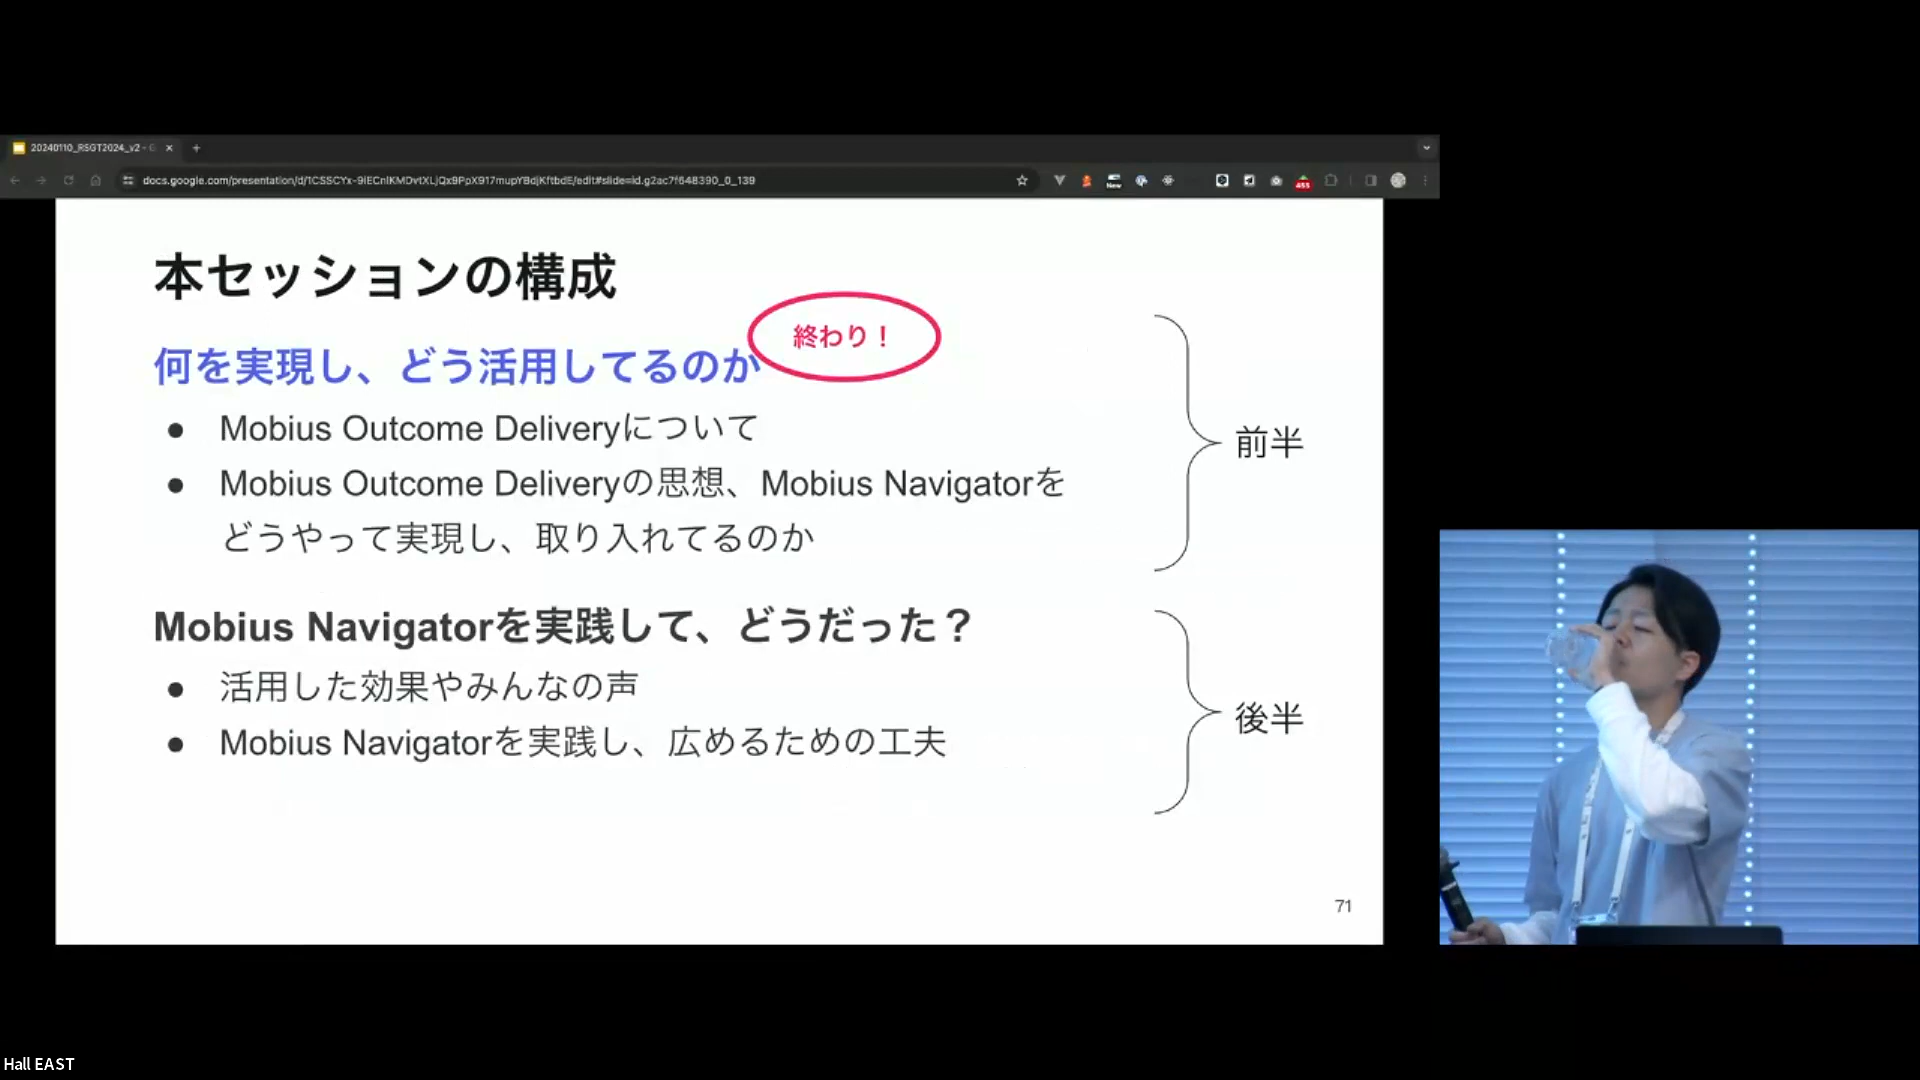 20240110_RSGT2024_v2 - G
docs.google.com/presentation/d/1CSSCYx-9iECnIKMDvtXLjQx9PpX917mupYBdjKftbdE/edit#slide=id.g2ac7f648390_0_139
New
455
本セッションの構成
終わり！
何を実現し、どう活用してるのか
● Mobius Outcome Deliveryについて
● Mobius Outcome Deliveryの思想、Mobius Navigatorを
どうやって実現し、取り入れてるのか
前半
Mobius Navigatorを実践して、どうだった？
● 活用した効果やみんなの声
● Mobius Navigatorを実践し、広めるための工夫
後半
71
Hall EAST